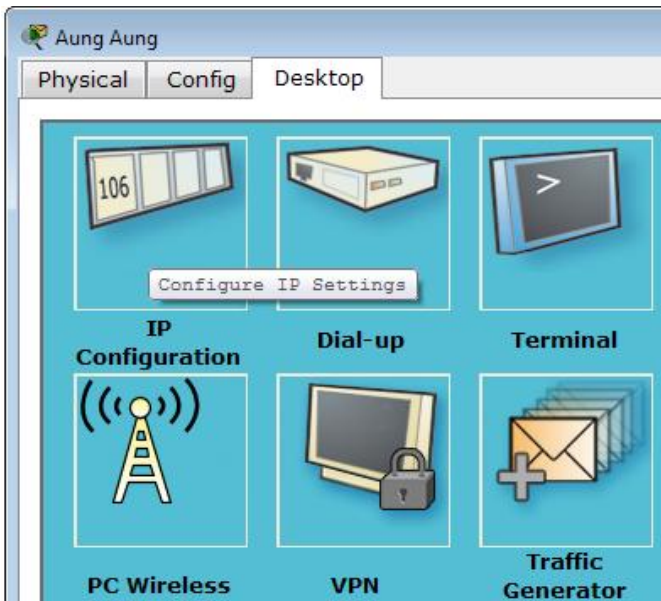 Aung Aung
Physical Config Desktop
106
>
Configure IP Settings
IP
Configuration
Dial-up
Terminal
PC Wireless
VPN
Traffic
Generator